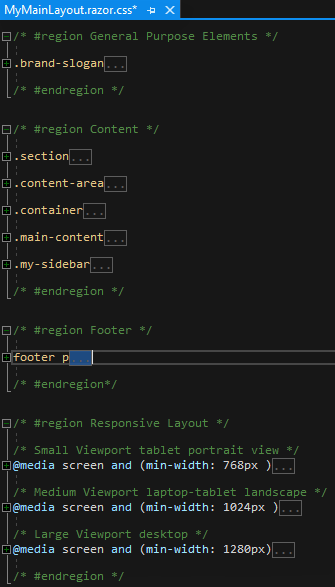 MyMainLayout.razor.css*
/* #region General Purpose Elements */
.brand-slogan...
/* #endregion */
/* #region Content */
.section...
.content-area...
.container...
.main-content...
.my-sidebar...
/* #endregion */
/* #region Footer */
footer p...
/* #endregion*/
/* #region Responsive Layout */
/* Small Viewport tablet portrait view */
@media screen and (min-width: 768px )...
/* Medium Viewport laptop-tablet landscape */
@media screen and (min-width: 1024px )...
/* Large Viewport desktop */
@media screen and (min-width: 1280px)...
/* #endregion */